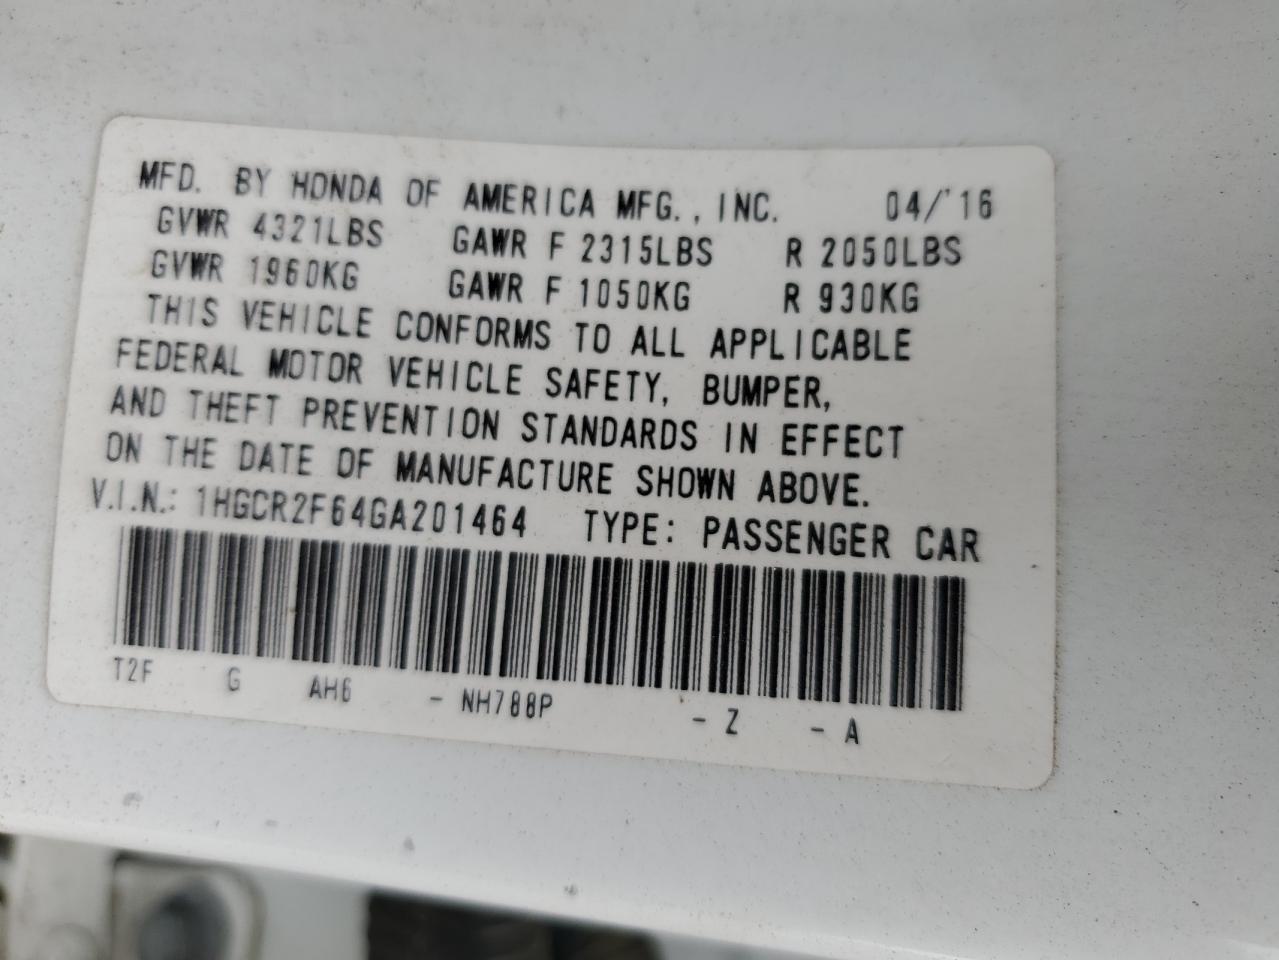 MFD. BY HONDA OF AMERICA MFG., INC. 04/'16
GVWR 4321LBS GAWR F 2315LBS R 2050LBS
GVWR 1960KG GAWR F 1050KG R 930KG
THIS VEHICLE CONFORMS TO ALL APPLICABLE
FEDERAL MOTOR VEHICLE SAFETY, BUMPER,
AND THEFT PREVENTION STANDARDS IN EFFECT
ON THE DATE OF MANUFACTURE SHOWN ABOVE.
V.I.N.: 1HGCR2F64GA201464 TYPE: PASSENGER CAR
T2F G AH6 - NH788P - Z - A